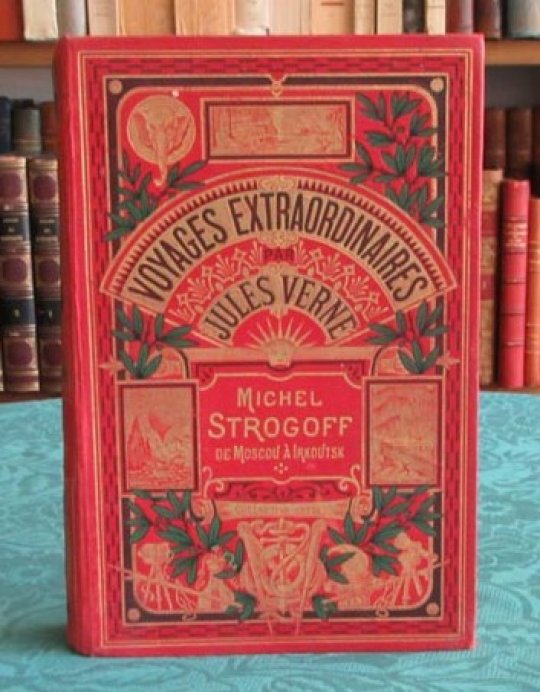 VOYAGES EXTRAORDINAIRES
PAR
JULES VERNE
MICHEL
STROGOFF
DE MOSCOU À IRKOUTSK